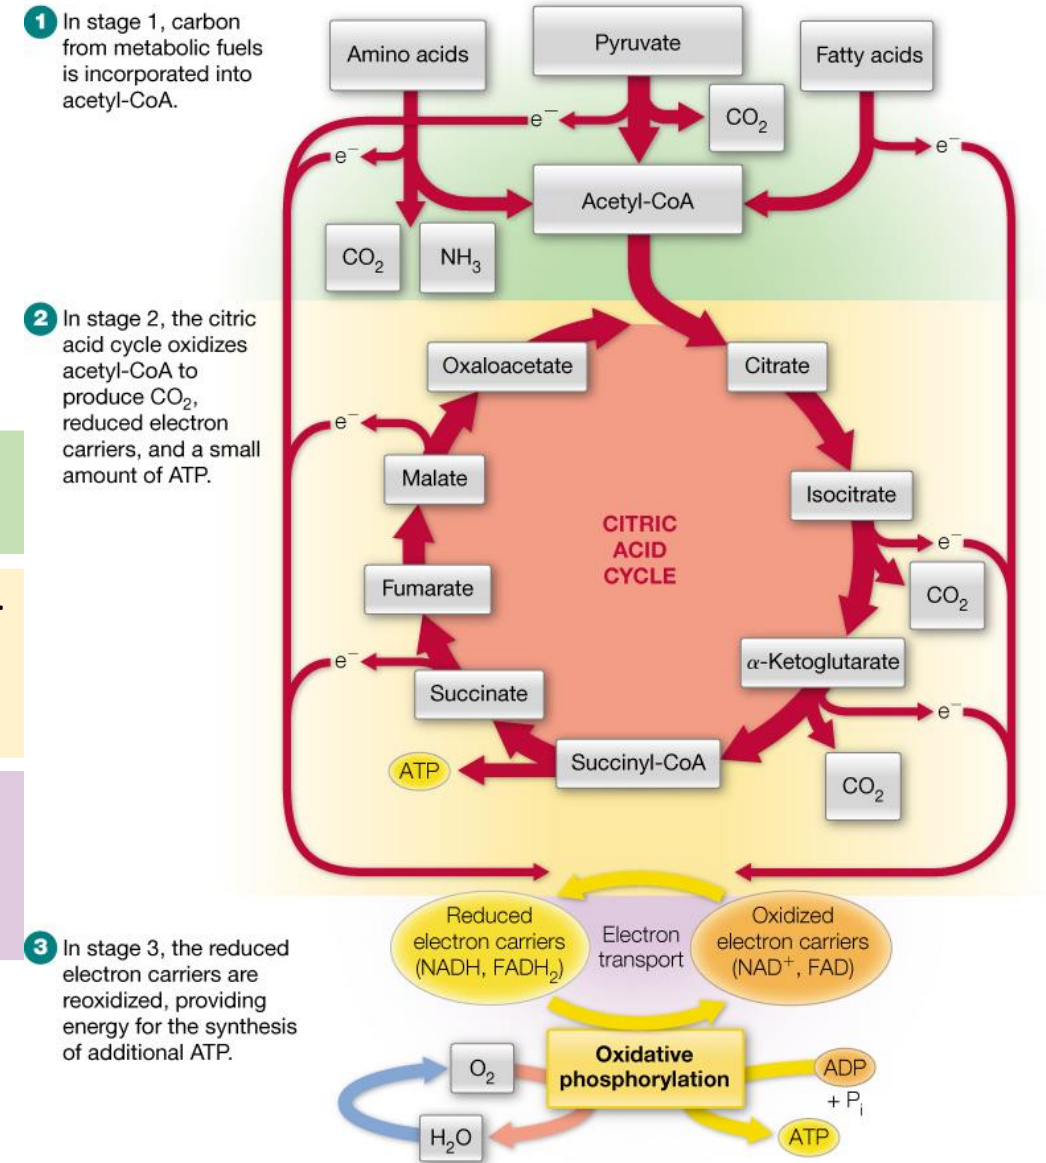 1 In stage 1, carbon
from metabolic fuels
is incorporated into
acetyl-CoA.
Amino acids
Pyruvate
Fatty acids
e⁻
CO₂
e⁻
e⁻
Acetyl-CoA
CO₂
NH₃
2 In stage 2, the citric
acid cycle oxidizes
acetyl-CoA to
produce CO₂,
reduced electron
carriers, and a small
amount of ATP.
Oxaloacetate
Citrate
e⁻
Malate
Isocitrate
CITRIC
ACID
CYCLE
e⁻
Fumarate
CO₂
e⁻
α-Ketoglutarate
Succinate
e⁻
ATP
Succinyl-CoA
CO₂
.
Reduced
electron carriers
(NADH, FADH₂)
Electron
transport
Oxidized
electron carriers
(NAD⁺, FAD)
3 In stage 3, the reduced
electron carriers are
reoxidized, providing
energy for the synthesis
of additional ATP.
O₂
Oxidative
phosphorylation
ADP
+ Pᵢ
H₂O
ATP